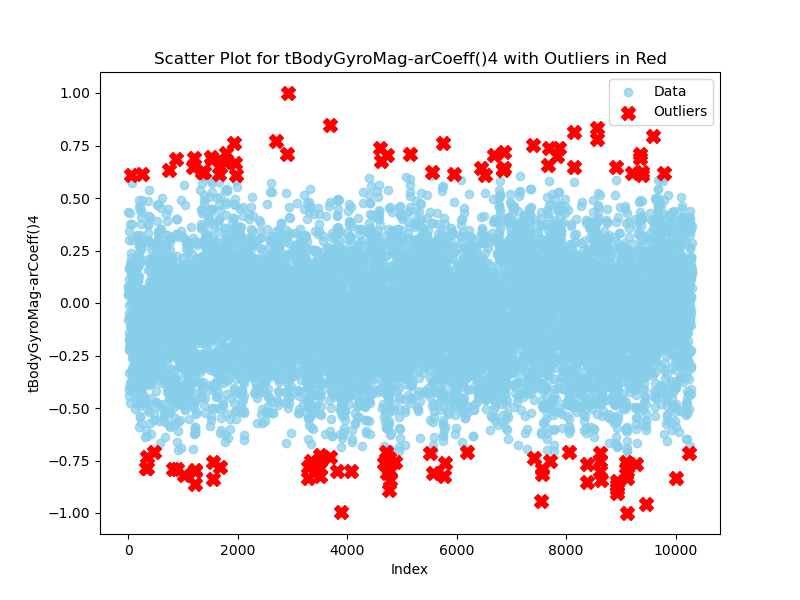 Scatter Plot for tBodyGyroMag-arCoeff()4 with Outliers in Red
Data
Outliers
1.00
0.75
0.50
0.25
0.00
−0.25
−0.50
−0.75
−1.00
tBodyGyroMag-arCoeff()4
0 2000 4000 6000 8000 10000
Index